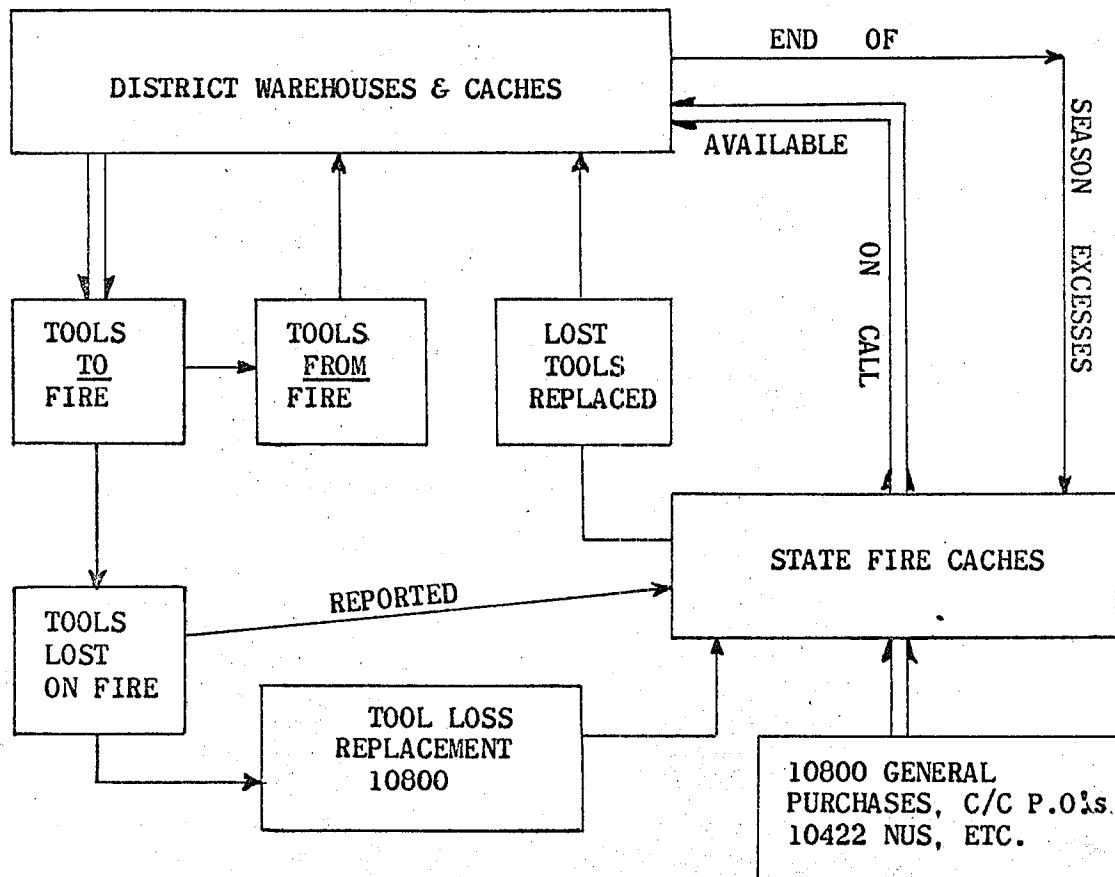 END OF
DISTRICT WAREHOUSES & CACHES
SEASON EXCESSES
AVAILABLE
ON CALL
TOOLS
TO
FIRE
TOOLS
FROM
FIRE
LOST
TOOLS
REPLACED
STATE FIRE CACHES
REPORTED
TOOLS
LOST
ON FIRE
TOOL LOSS
REPLACEMENT
10800
10800 GENERAL
PURCHASES, C/C P.O.'s.
10422 NUS, ETC.